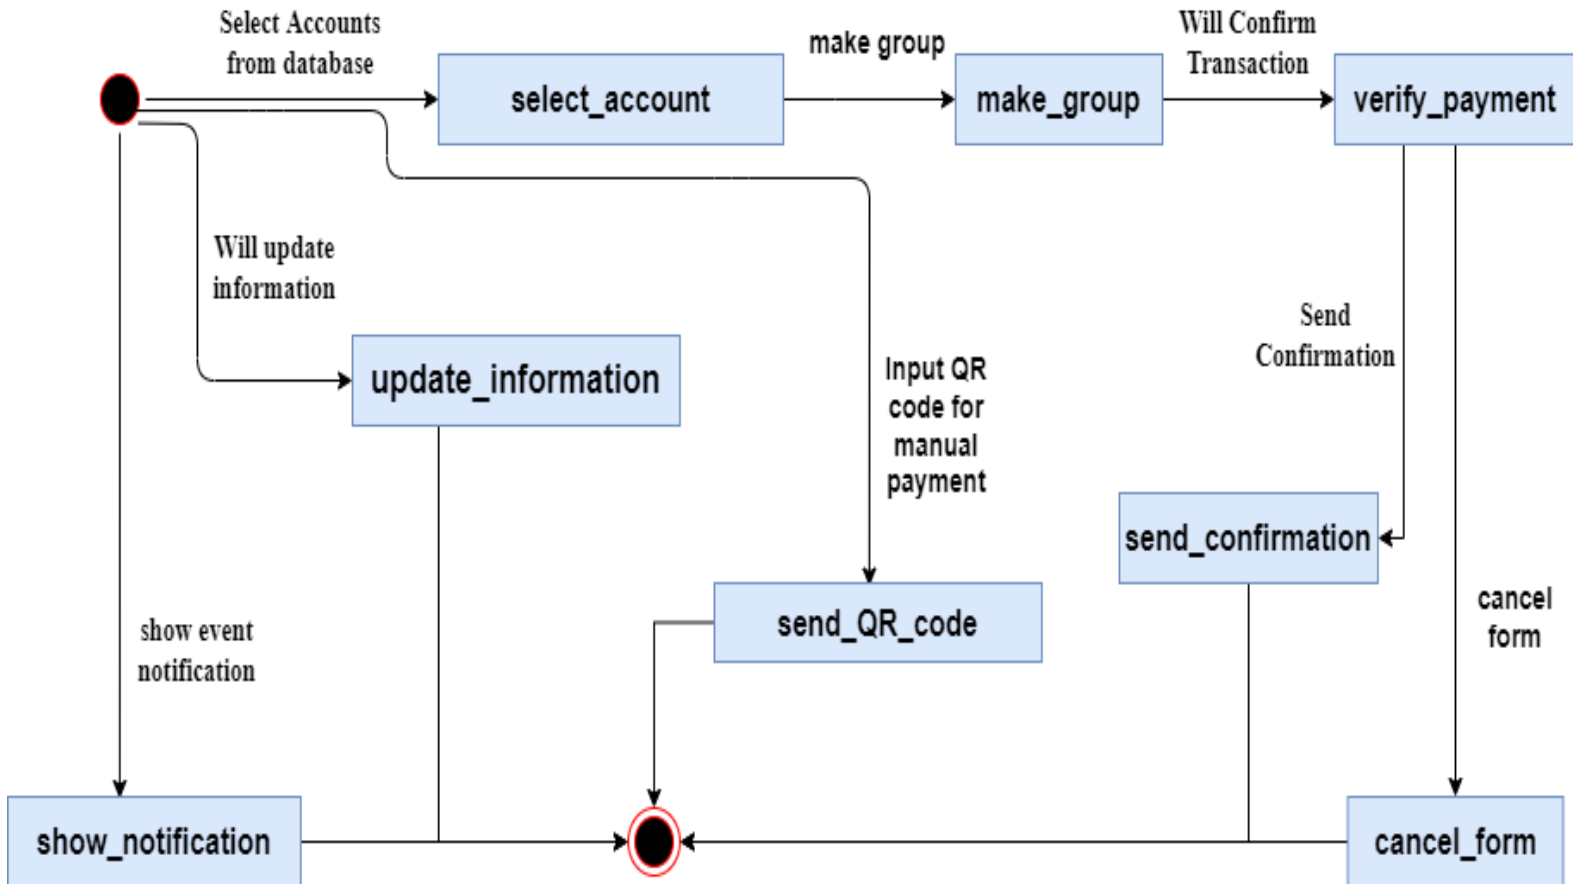 Select Accounts
from database
make group
Will Confirm
Transaction
select_account
make_group
verify_payment
Will update
information
Send
Confirmation
update_information
Input QR
code for
manual
payment
send_confirmation
send_QR_code
cancel
form
show event
notification
show_notification
cancel_form